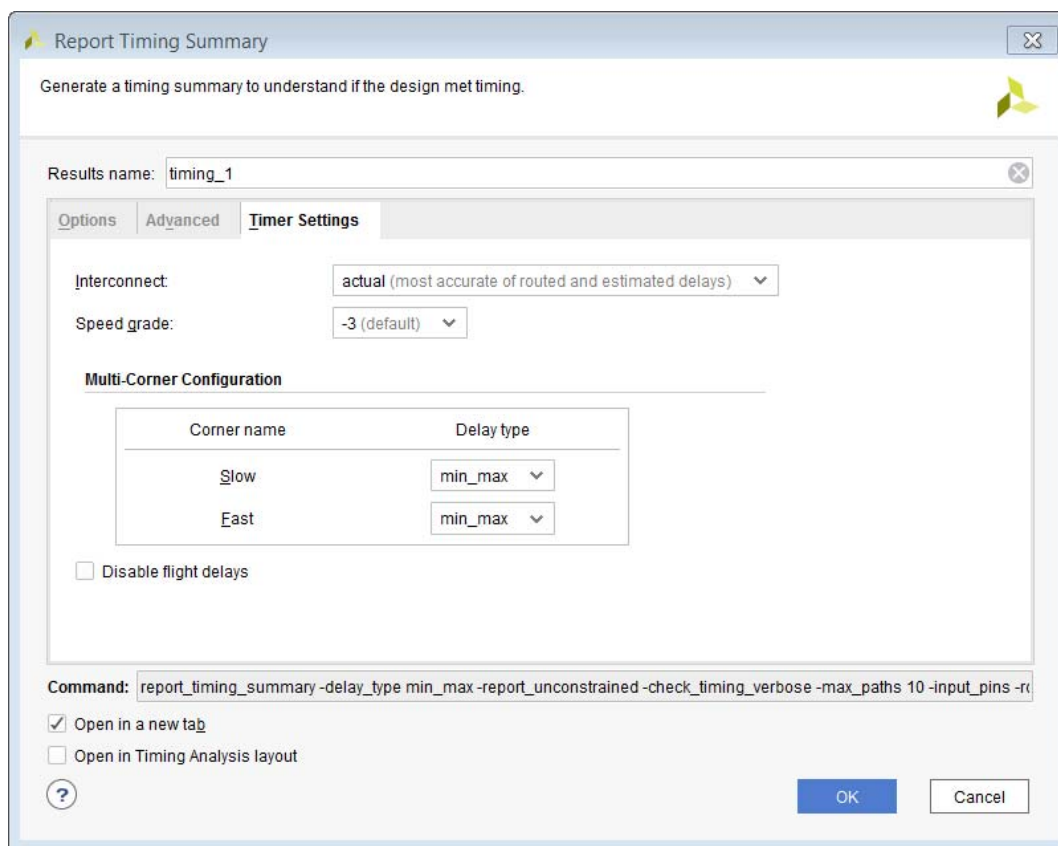 Report Timing Summary
Generate a timing summary to understand if the design met timing.
Results name: timing_1
Options Advanced Timer Settings
Interconnect: actual (most accurate of routed and estimated delays)
Speed grade: -3 (default)
Multi-Corner Configuration
Corner name Delay type
Slow min_max
Fast min_max
Disable flight delays
Command: report_timing_summary -delay_type min_max -report_unconstrained -check_timing_verbose -max_paths 10 -input_pins
Open in a new tab
Open in Timing Analysis layout
? OK Cancel